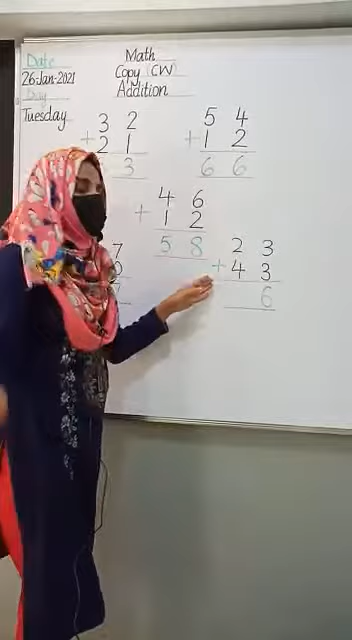 Date
26-Jan-2021
Day
Tuesday
Math
Copy (CW)
Addition
3 2
+ 2 1
3
5 4
+ 1 2
6 6
4 6
+ 1 2
5 8
7
2 3
+ 4 3
6